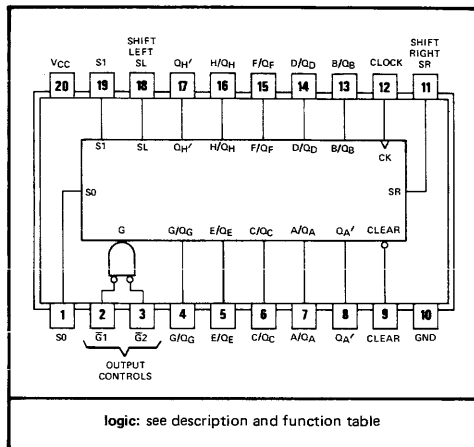 SHIFT SHIFT
LEFT RIGHT
VCC S1 SL QH' H/QH F/QF D/QD B/QB CLOCK SR
20 19 18 17 16 15 14 13 12 11
S1 SL QH' H/QH F/QF D/QD B/QB CK
S0 SR
G G/QG E/QE C/QC A/QA QA' CLEAR
1 2 3 4 5 6 7 8 9 10
S0 G̅1 G̅2 G/QG E/QE C/QC A/QA QA' CLEAR GND
OUTPUT
CONTROLS
logic: see description and function table